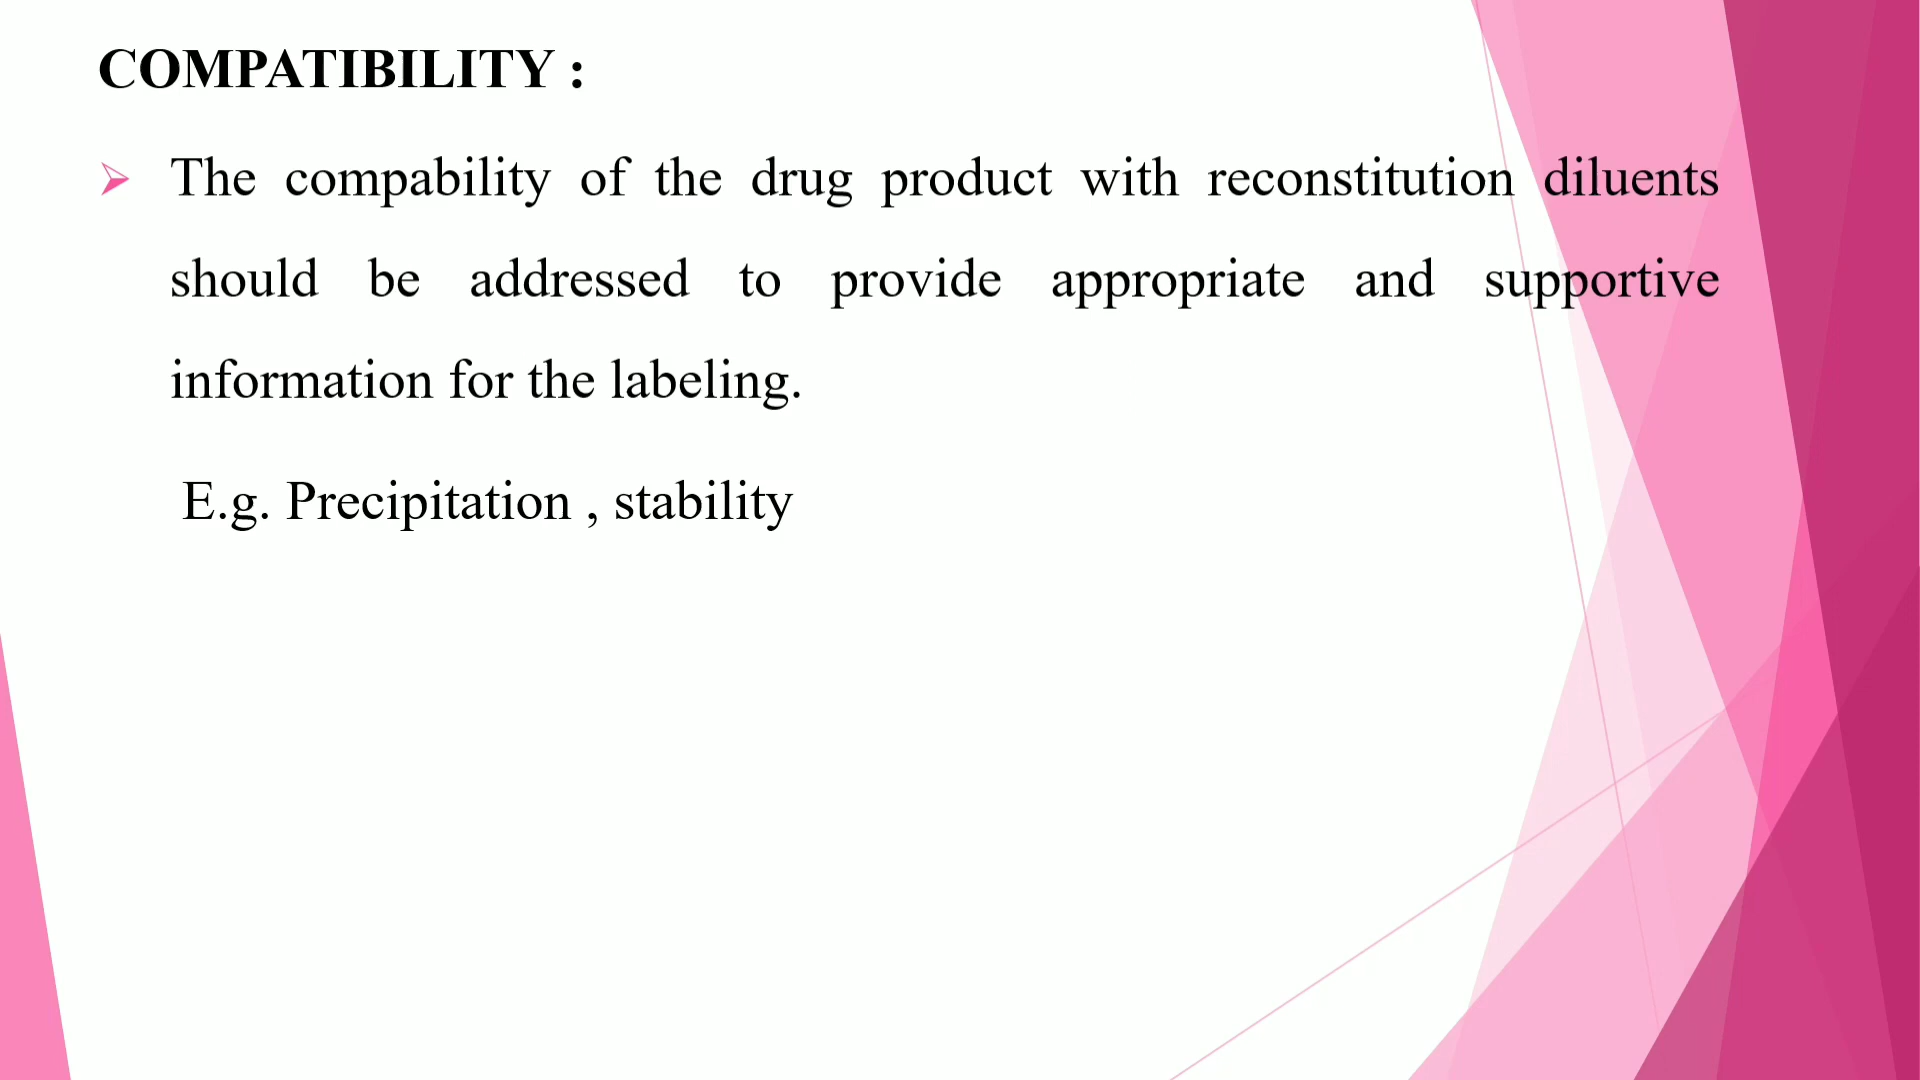 COMPATIBILITY :
The compability of the drug product with reconstitution diluents
should be addressed to provide appropriate and supportive
information for the labeling.
E.g. Precipitation , stability